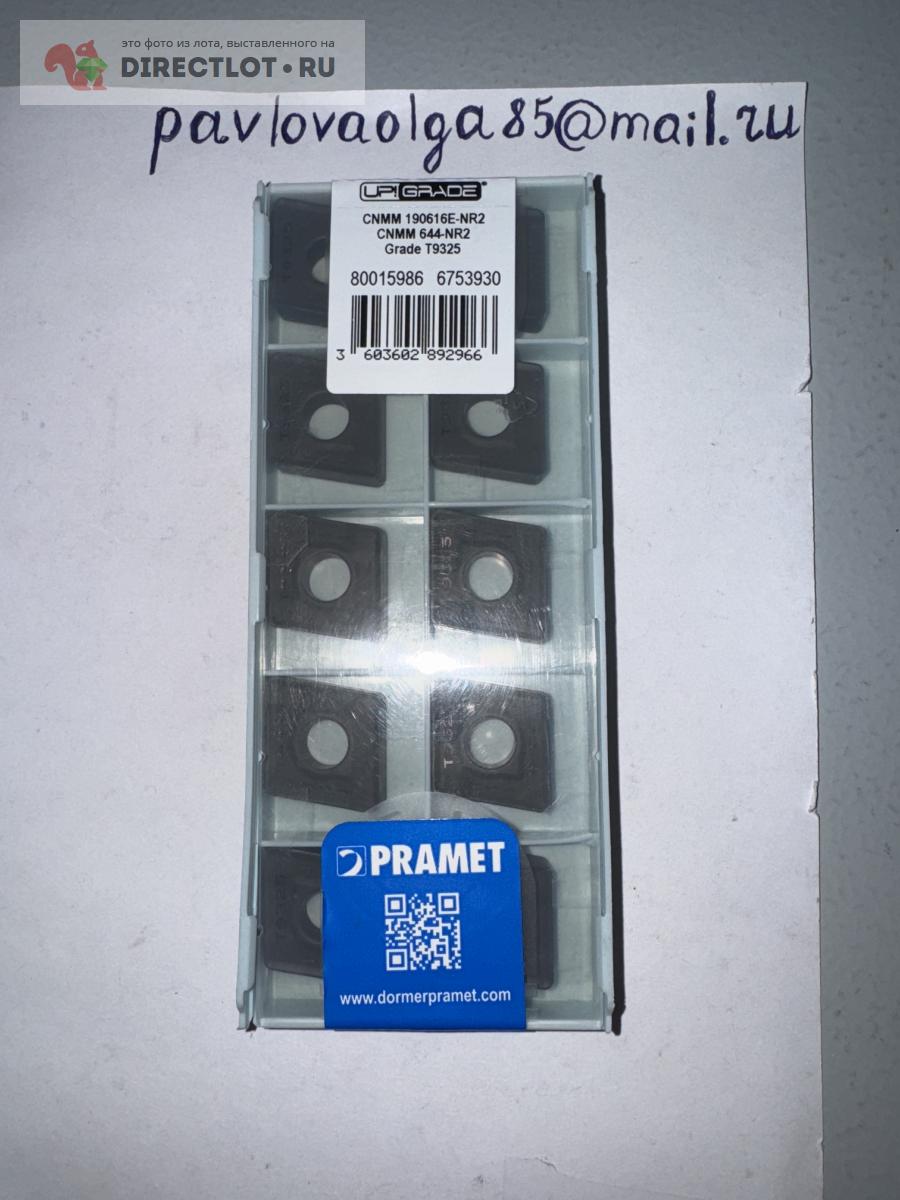 это фото из лота, выставленного на
DIRECTLOT.RU
pavlovaolga85@mail.ru
UP!GRADE®
CNMM 190616E-NR2
CNMM 644-NR2
Grade T9325
80015986 6753930
3 603602 892966
PRAMET
www.dormerpramet.com